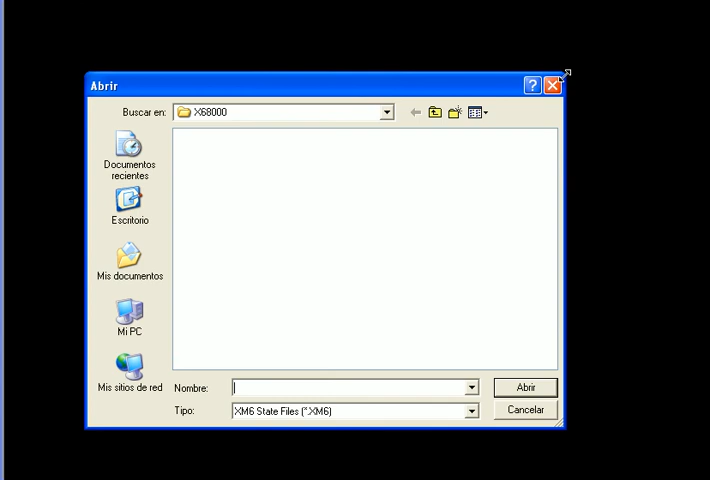 Abrir
Buscar en:
X68000
Documentos
recientes
Escritorio
Mis documentos
Mi PC
Mis sitios de red
Nombre:
Abrir
Tipo:
XM6 State Files (*.XM6)
Cancelar